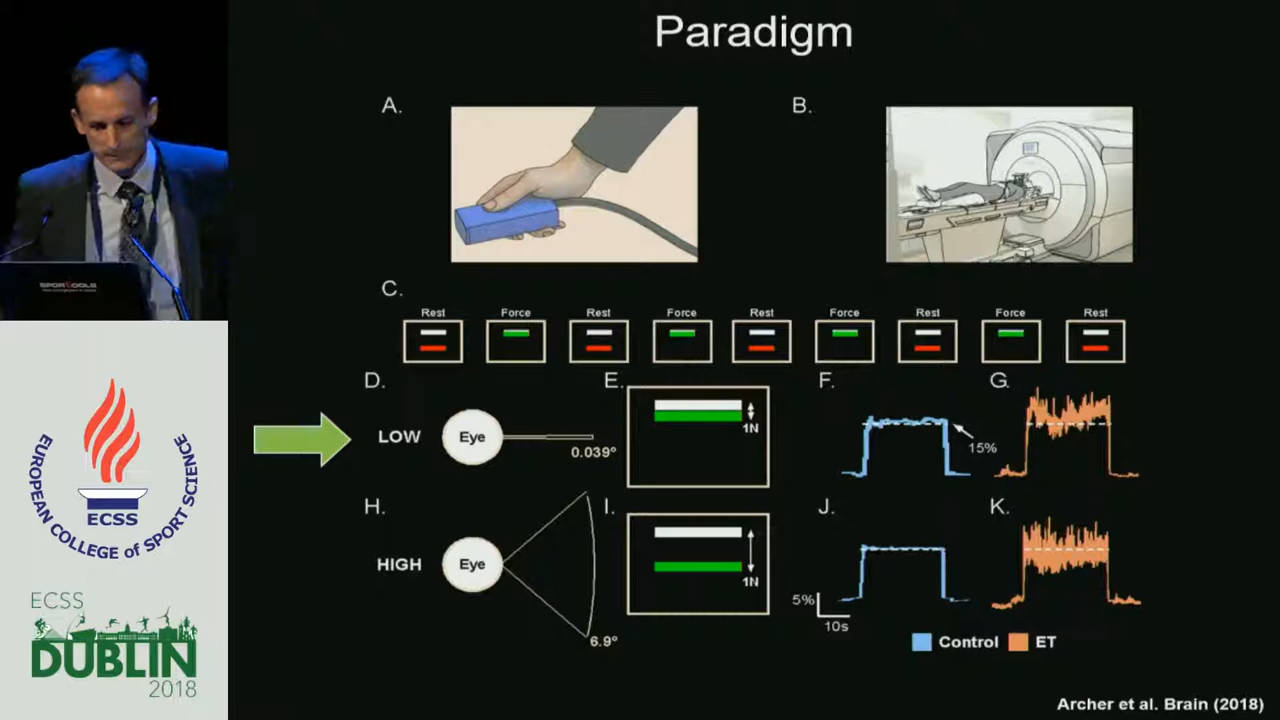 Paradigm
A.
B.
C.
Rest Force Rest Force Rest Force Rest Force Rest
D.
E.
F.
G.
LOW
Eye
0.039°
1N
15%
H.
I.
J.
K.
HIGH
Eye
6.9°
1N
5%
10s
Control ET
Archer et al. Brain (2018)
EUROPEAN COLLEGE of SPORT SCIENCE
ECSS
ECSS
DUBLIN
2018